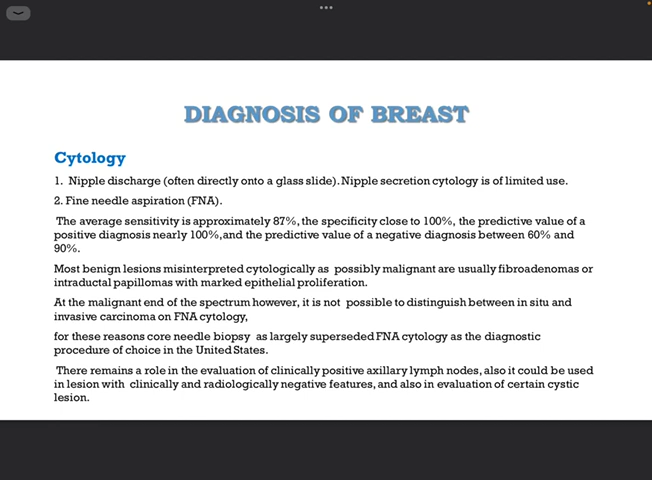 DIAGNOSIS OF BREAST
Cytology
1. Nipple discharge (often directly onto a glass slide). Nipple secretion cytology is of limited use.
2. Fine needle aspiration (FNA).
The average sensitivity is approximately 87%, the specificity close to 100%, the predictive value of a
positive diagnosis nearly 100%, and the predictive value of a negative diagnosis between 60% and
90%.
Most benign lesions misinterpreted cytologically as possibly malignant are usually fibroadenomas or
intraductal papillomas with marked epithelial proliferation.
At the malignant end of the spectrum however, it is not possible to distinguish between in situ and
invasive carcinoma on FNA cytology,
for these reasons core needle biopsy as largely superseded FNA cytology as the diagnostic
procedure of choice in the United States.
There remains a role in the evaluation of clinically positive axillary lymph nodes, also it could be used
in lesion with clinically and radiologically negative features, and also in evaluation of certain cystic
lesion.